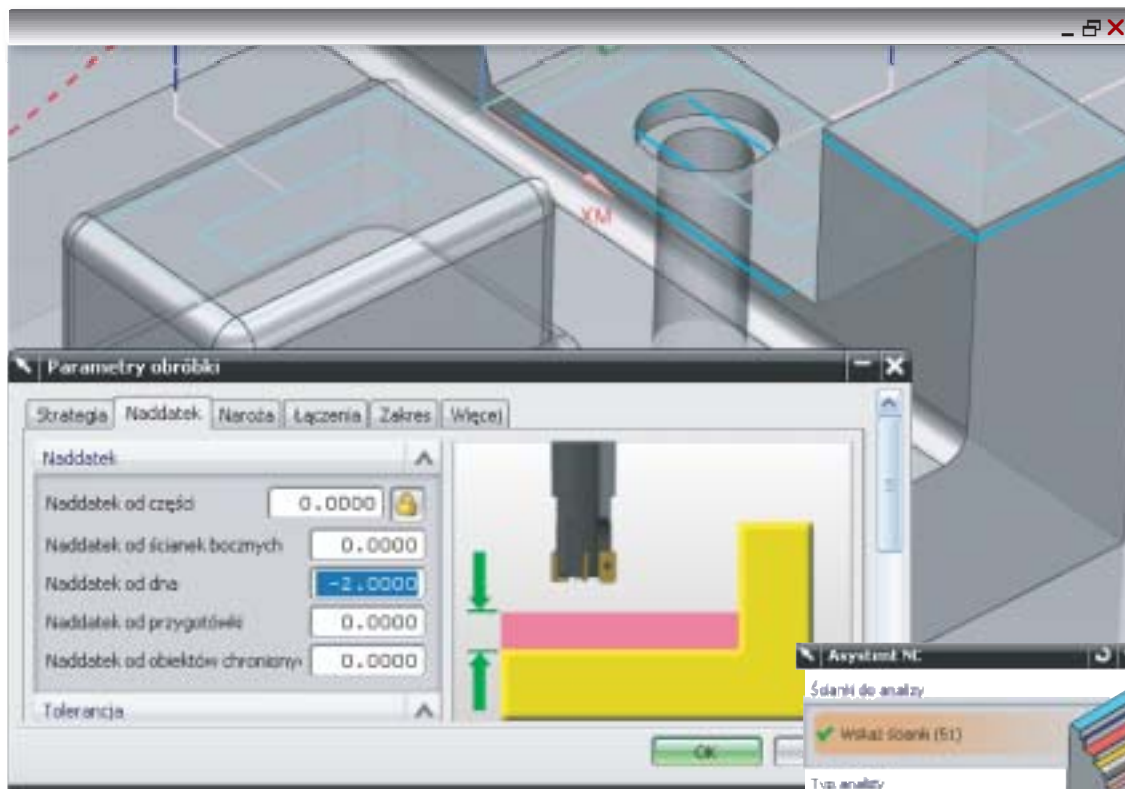 XM
Parametry obróbki
Strategia Naddatek Naroża Łączenia Zakres Więcej
Naddatek
Naddatek od części 0.0000
Naddatek od ścianek bocznych 0.0000
Naddatek od dna -2.0000
Naddatek od przygotówki 0.0000
Naddatek od obiektów 0.0000
Tolerancja
OK
Asystent NC
Ścianki do analizy
Wskaż ścianki (51)
Typ analizy